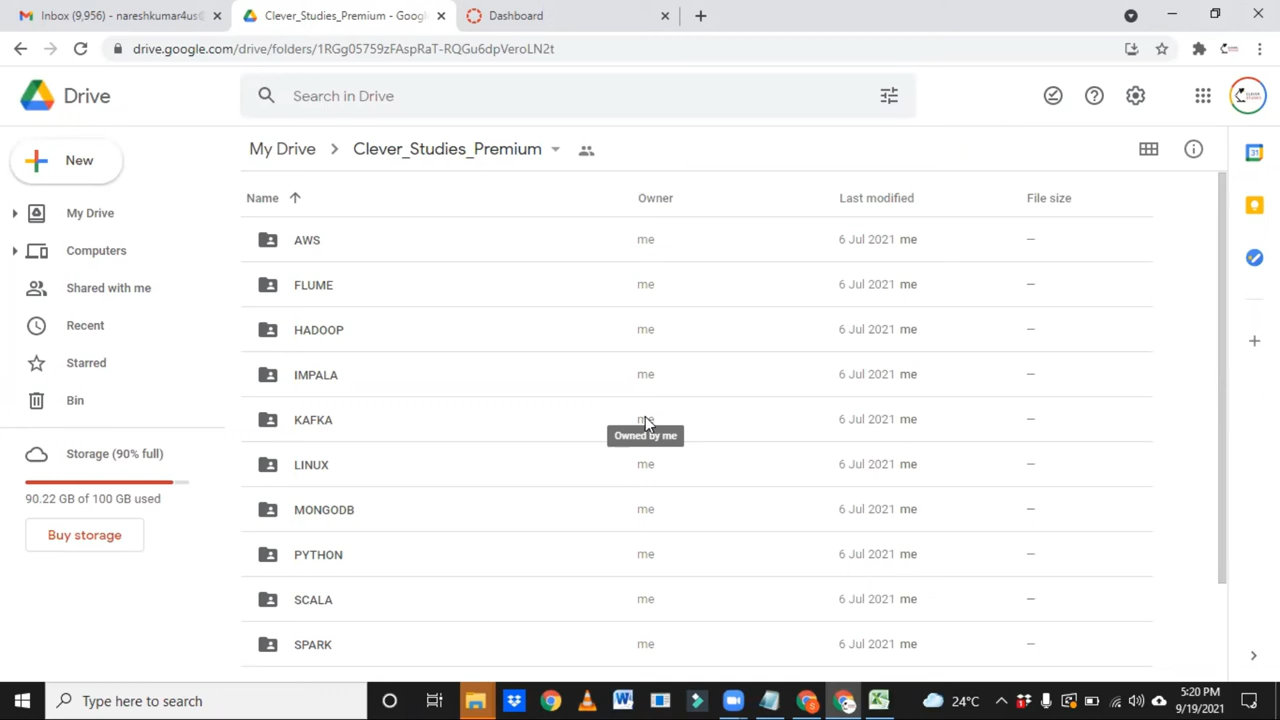 Inbox (9,956) - nareshkumar4us@
Clever_Studies_Premium - Google
Dashboard
drive.google.com/drive/folders/1RGg05759zFAspRaT-RQGu6dpVeroLN2t
Drive
Search in Drive
New
My Drive
Computers
Shared with me
Recent
Starred
Bin
Storage (90% full)
90.22 GB of 100 GB used
Buy storage
My Drive > Clever_Studies_Premium
Name Owner Last modified File size
AWS me 6 Jul 2021 me –
FLUME me 6 Jul 2021 me –
HADOOP me 6 Jul 2021 me –
IMPALA me 6 Jul 2021 me –
KAFKA me 6 Jul 2021 me –
Owned by me
LINUX me 6 Jul 2021 me –
MONGODB me 6 Jul 2021 me –
PYTHON me 6 Jul 2021 me –
SCALA me 6 Jul 2021 me –
SPARK me 6 Jul 2021 me –
31
Type here to search
24°C
5:20 PM
9/19/2021